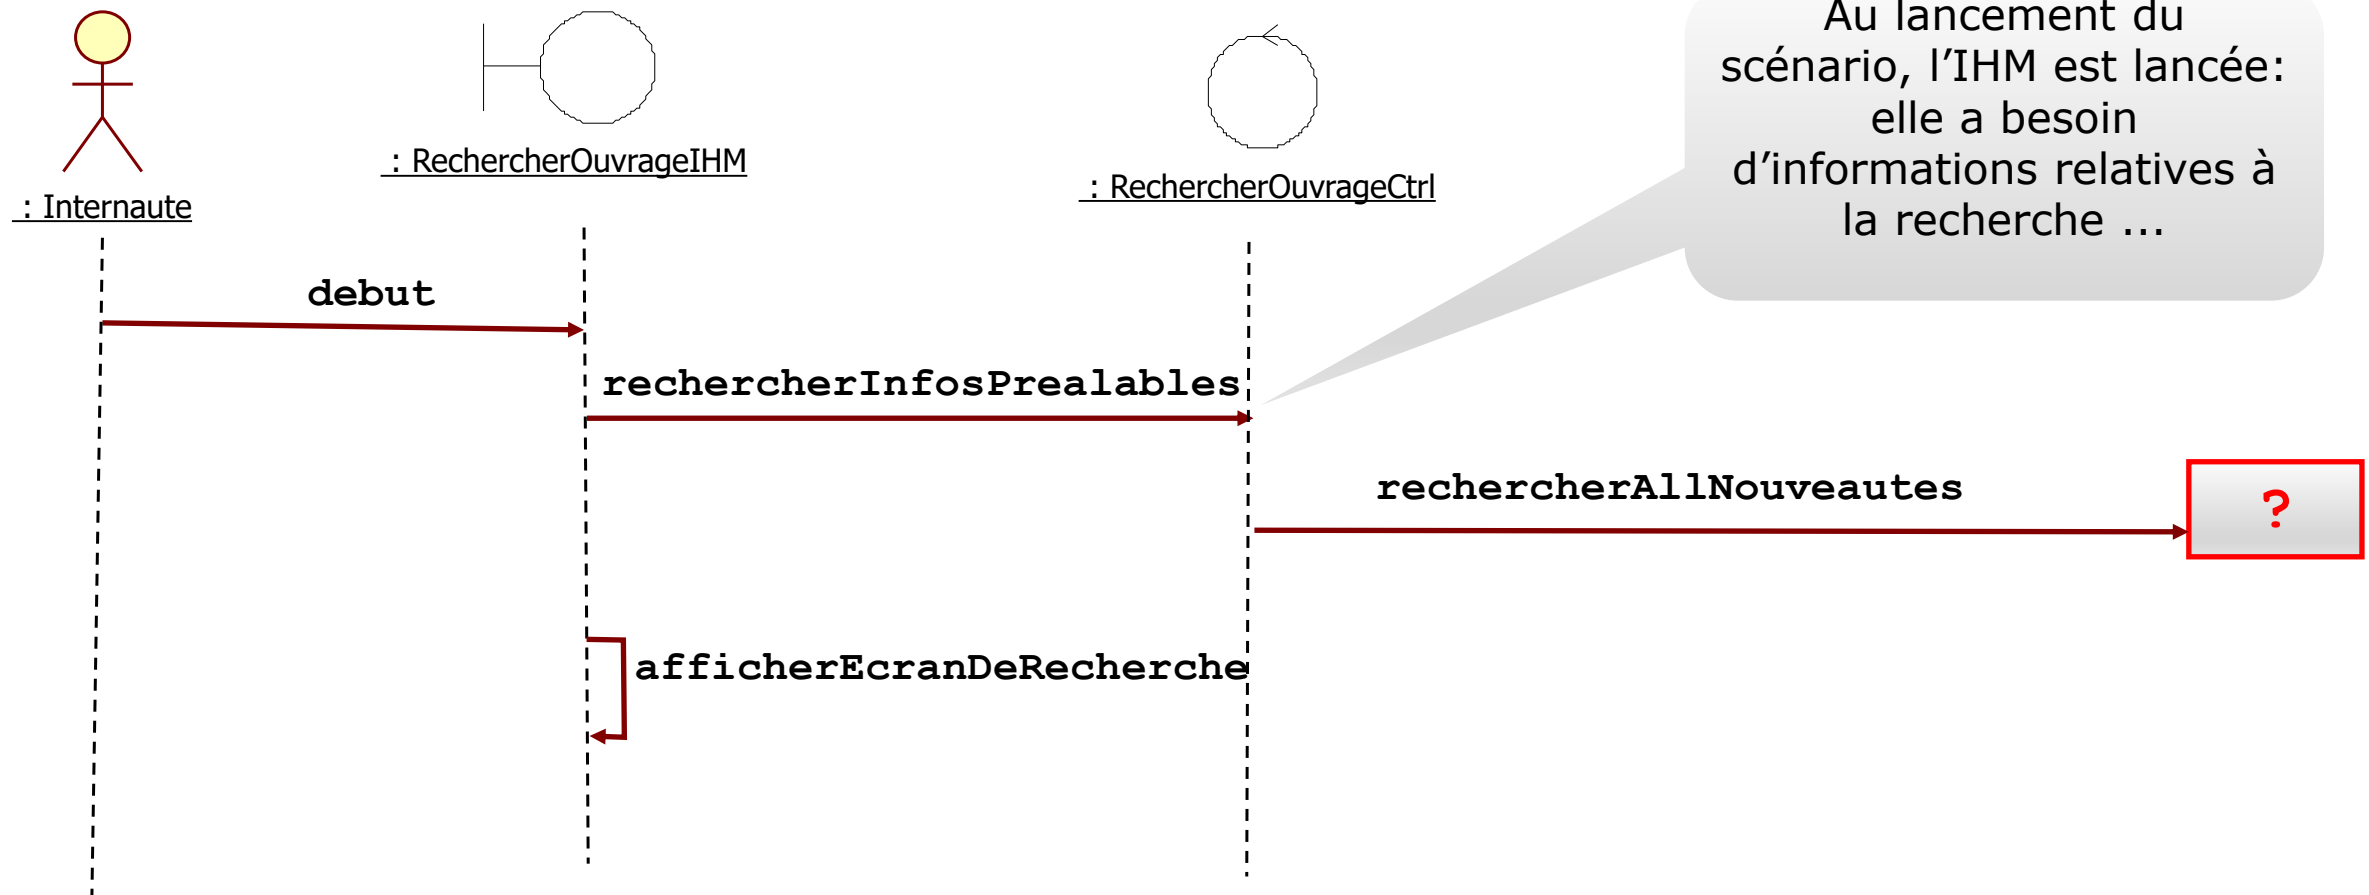 Au lancement du
scénario, l’IHM est lancée:
elle a besoin
d’informations relatives à
la recherche …
: RechercherOuvrageIHM
: RechercherOuvrageCtrl
: Internaute
debut
rechercherInfosPrealables
rechercherAllNouveautes
?
afficherEcranDeRecherche